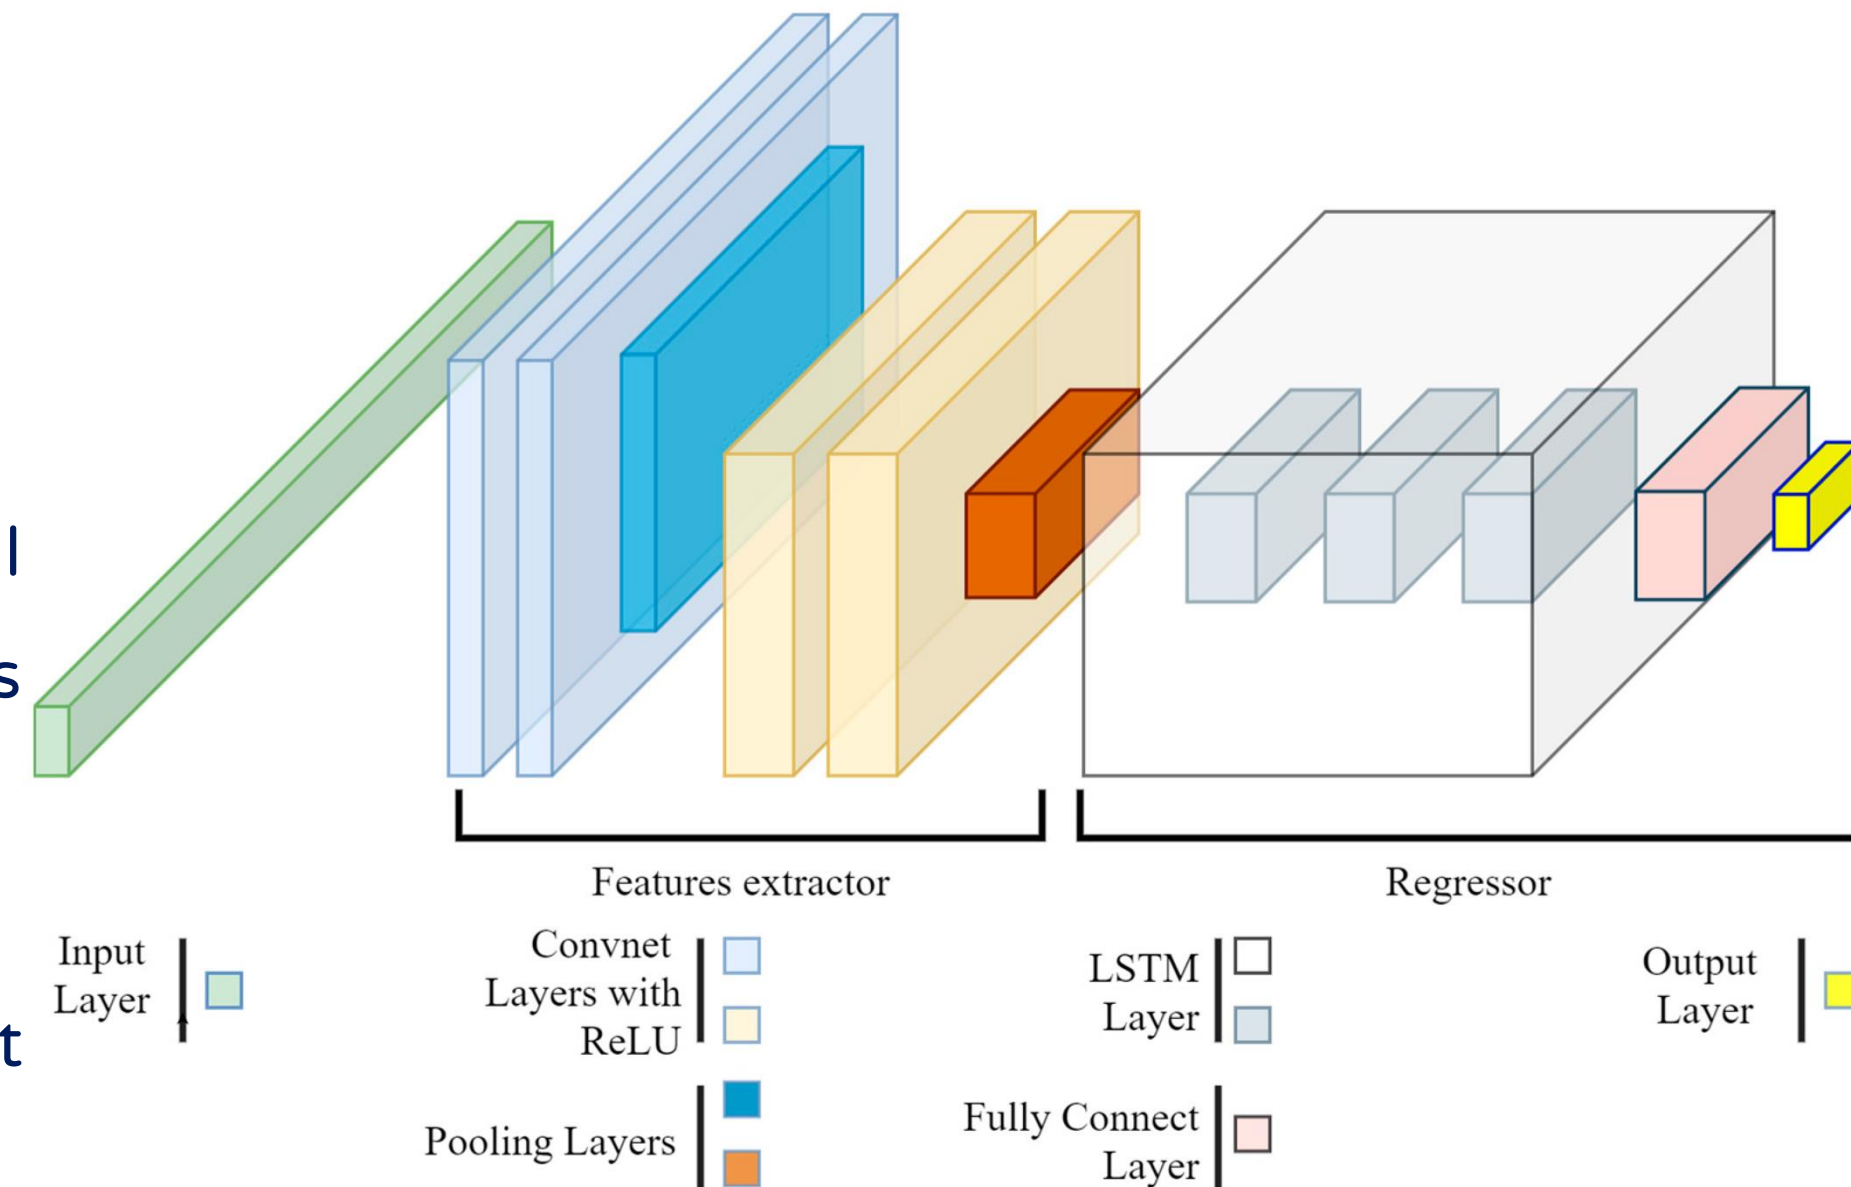 l
s
t
Features extractor
Regressor
Input
Layer
Convnet
Layers with
ReLU
Pooling Layers
LSTM
Layer
Fully Connect
Layer
Output
Layer